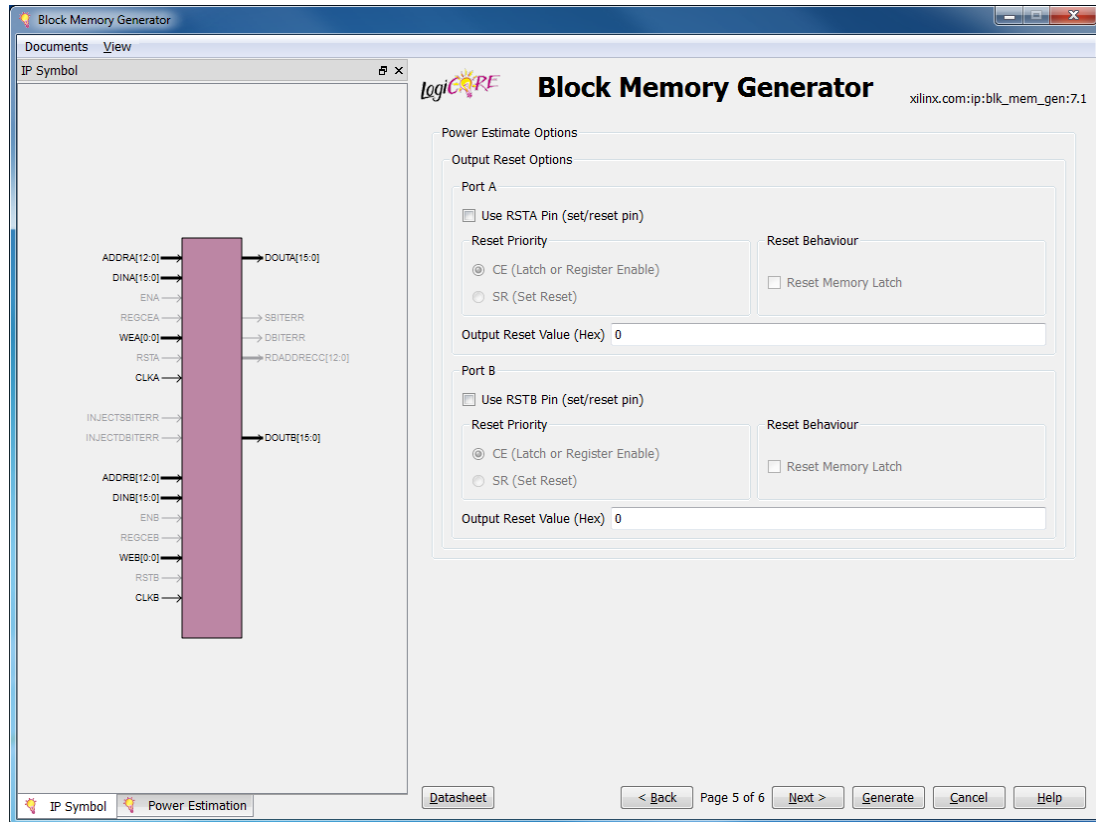 Block Memory Generator
Documents View
IP Symbol
LogiCORE
Block Memory Generator
xilinx.com:ip:blk_mem_gen:7.1
Power Estimate Options
Output Reset Options
Port A
Use RSTA Pin (set/reset pin)
Reset Priority
CE (Latch or Register Enable)
SR (Set Reset)
Reset Behaviour
Reset Memory Latch
Output Reset Value (Hex) 0
Port B
Use RSTB Pin (set/reset pin)
Reset Priority
CE (Latch or Register Enable)
SR (Set Reset)
Reset Behaviour
Reset Memory Latch
Output Reset Value (Hex) 0
ADDRA[12:0]
DINA[15:0]
ENA
REGCEA
WEA[0:0]
RSTA
CLKA
INJECTSBITERR
INJECTDBITERR
ADDRB[12:0]
DINB[15:0]
ENB
REGCEB
WEB[0:0]
RSTB
CLKB
DOUTA[15:0]
SBITERR
DBITERR
RDADDRECC[12:0]
DOUTB[15:0]
IP Symbol
Power Estimation
Datasheet
< Back
Page 5 of 6
Next >
Generate
Cancel
Help